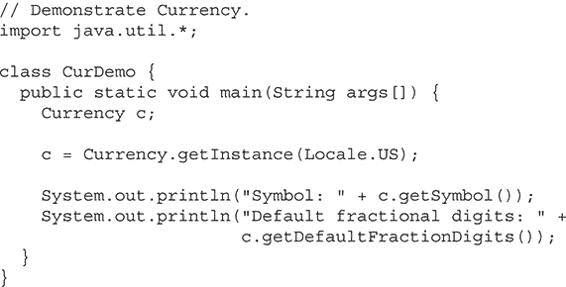 // Demonstrate Currency.
import java.util.*;

class CurDemo {
  public static void main(String args[]) {
    Currency c;

    c = Currency.getInstance(Locale.US);

    System.out.println("Symbol: " + c.getSymbol());
    System.out.println("Default fractional digits: " +
                       c.getDefaultFractionDigits());
  }
}